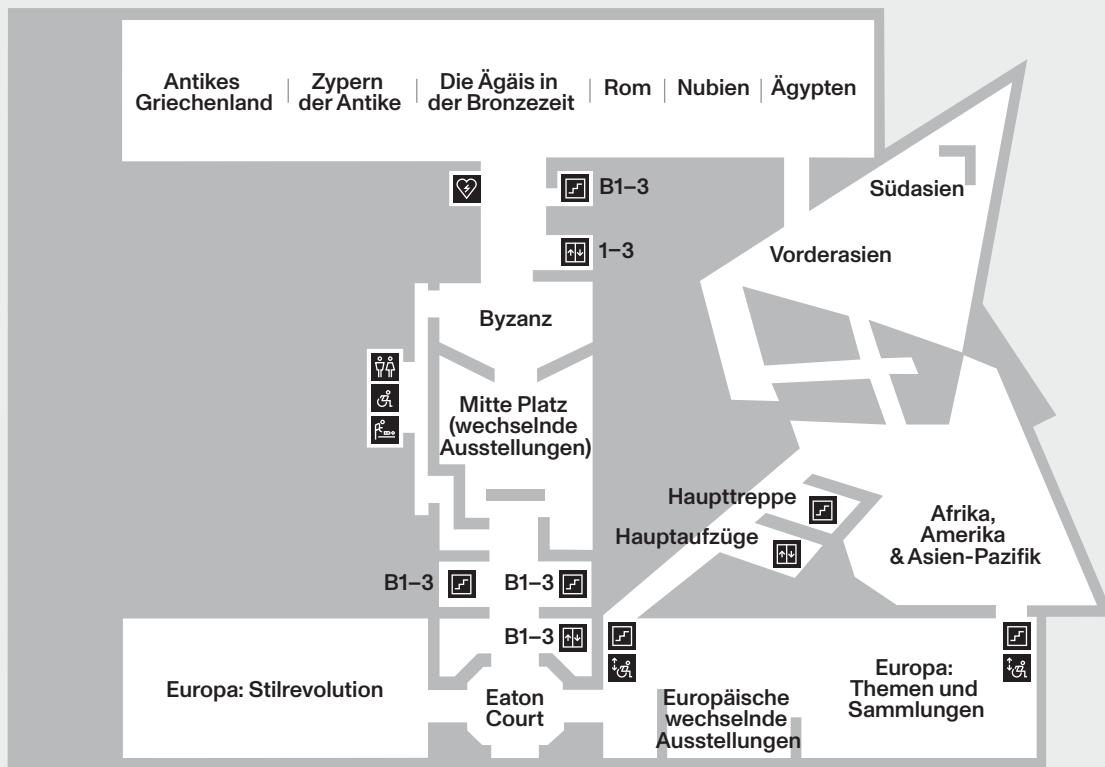 Antikes
Griechenland
Zypern
der Antike
Die Ägäis in
der Bronzezeit
Rom
Nubien
Ägypten
B1–3
Südasien
1–3
Vorderasien
Byzanz
Mitte Platz
(wechselnde
Ausstellungen)
Haupttreppe
Hauptaufzüge
Afrika,
Amerika
& Asien-Pazifik
B1–3
B1–3
B1–3
Europa: Stilrevolution
Eaton
Court
Europäische
wechselnde
Ausstellungen
Europa:
Themen und
Sammlungen